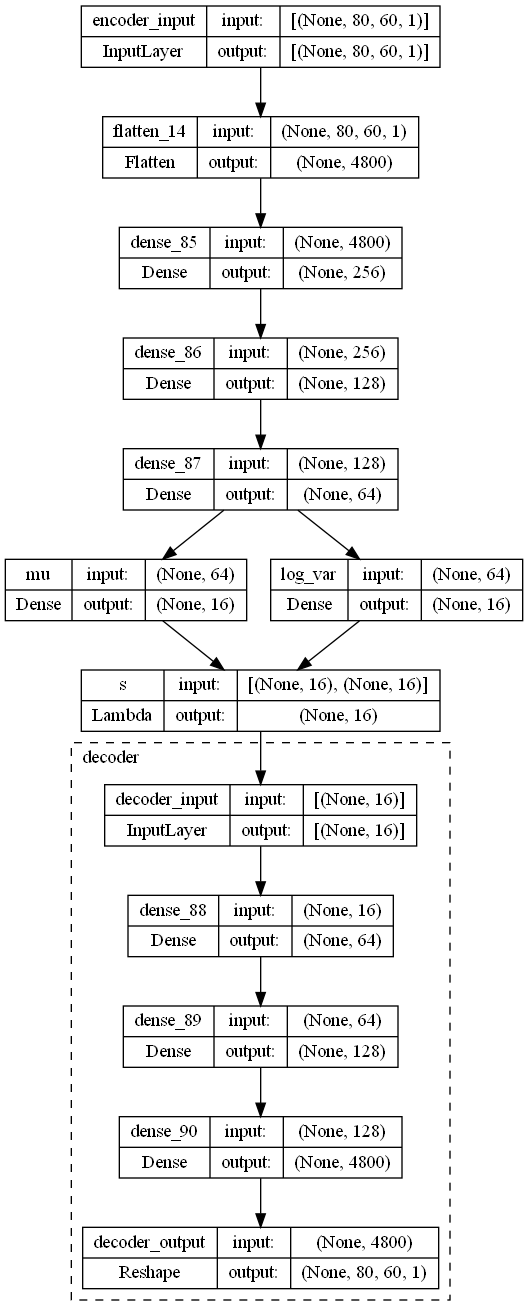 encoder_input input: [(None, 80, 60, 1)]
InputLayer output: [(None, 80, 60, 1)]
flatten_14 input: (None, 80, 60, 1)
Flatten output: (None, 4800)
dense_85 input: (None, 4800)
Dense output: (None, 256)
dense_86 input: (None, 256)
Dense output: (None, 128)
dense_87 input: (None, 128)
Dense output: (None, 64)
mu input: (None, 64)
Dense output: (None, 16)
log_var input: (None, 64)
Dense output: (None, 16)
s input: [(None, 16), (None, 16)]
Lambda output: (None, 16)
decoder
decoder_input input: [(None, 16)]
InputLayer output: [(None, 16)]
dense_88 input: (None, 16)
Dense output: (None, 64)
dense_89 input: (None, 64)
Dense output: (None, 128)
dense_90 input: (None, 128)
Dense output: (None, 4800)
decoder_output input: (None, 4800)
Reshape output: (None, 80, 60, 1)